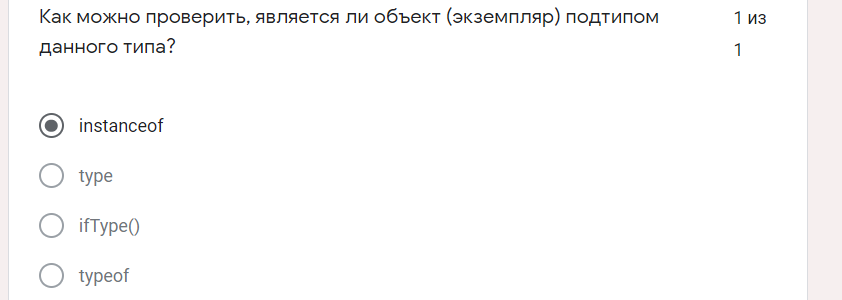 Как можно проверить, является ли объект (экземпляр) подтипом
данного типа?
1 из
1
instanceof
type
ifType()
typeof